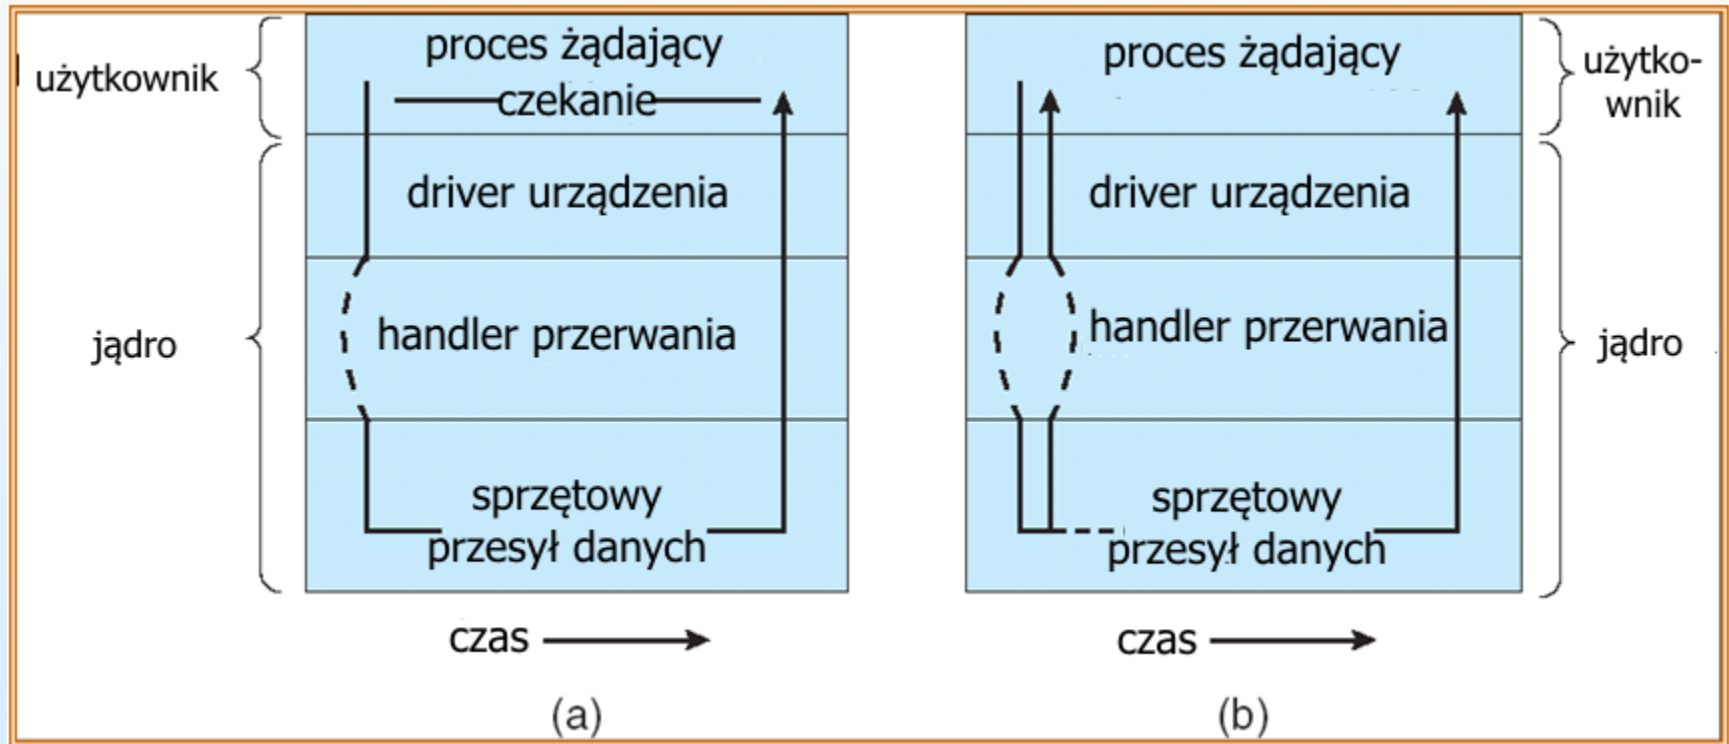 użytkownik
proces żądający
czekanie
driver urządzenia
handler przerwania
jądro
sprzętowy
przesył danych
czas
(a)
proces żądający
użytko-
wnik
driver urządzenia
handler przerwania
jądro
sprzętowy
przesył danych
czas
(b)